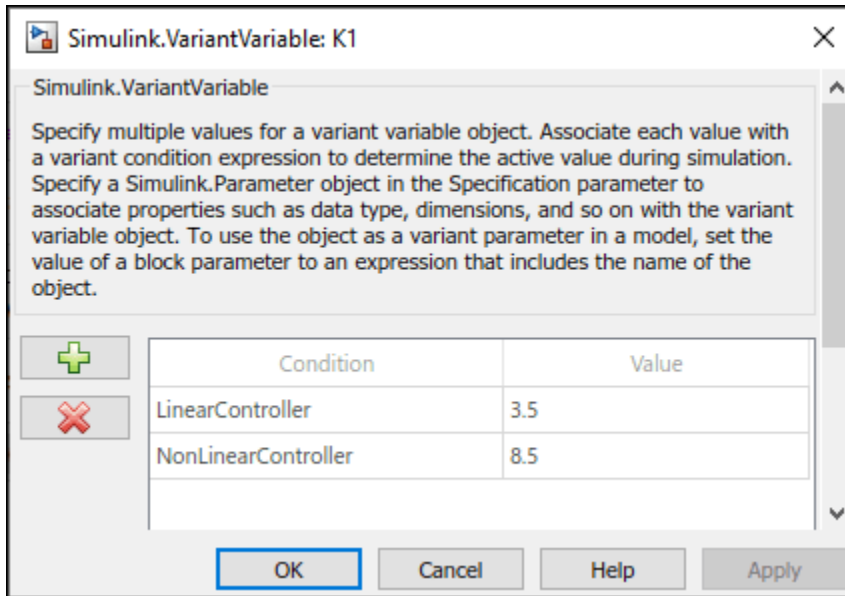 Simulink.VariantVariable: K1
Simulink.VariantVariable
Specify multiple values for a variant variable object. Associate each value with
a variant condition expression to determine the active value during simulation.
Specify a Simulink.Parameter object in the Specification parameter to
associate properties such as data type, dimensions, and so on with the variant
variable object. To use the object as a variant parameter in a model, set the
value of a block parameter to an expression that includes the name of the
object.
Condition Value
LinearController 3.5
NonLinearController 8.5
OK Cancel Help Apply